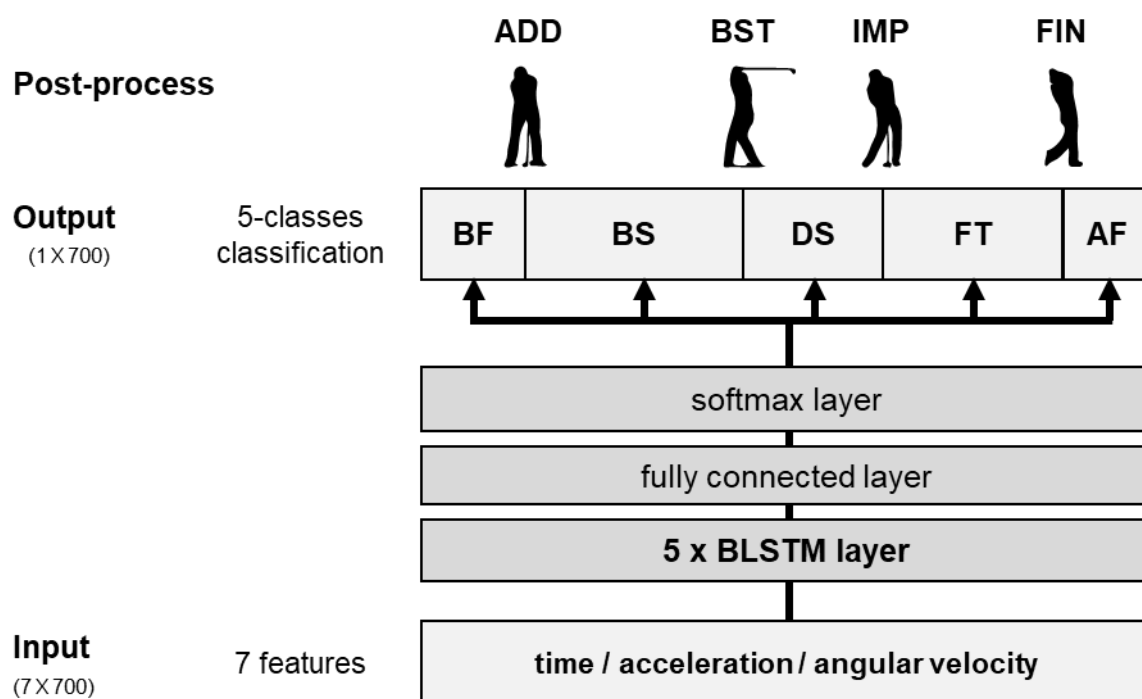 ADD BST IMP FIN
Post-process
Output 5-classes
(1 X 700) classification
BF BS DS FT AF
softmax layer
fully connected layer
5 x BLSTM layer
Input
7 features time / acceleration / angular velocity
(7 X 700)